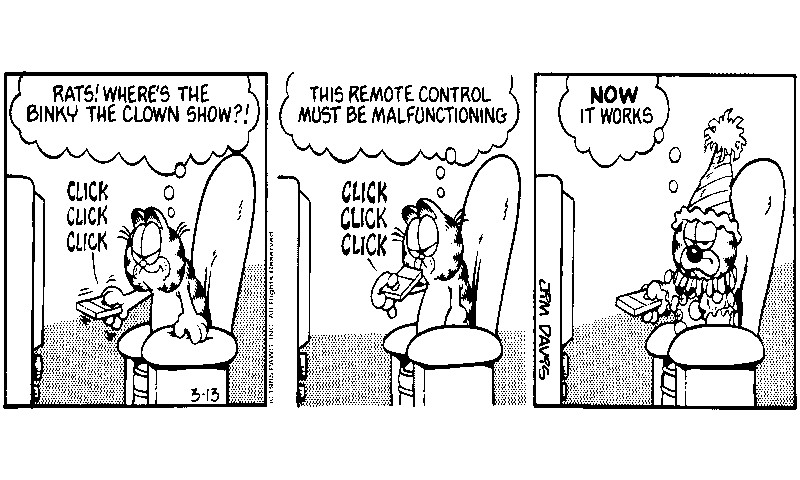 RATS! WHERE'S THE
BINKY THE CLOWN SHOW?!
CLICK
CLICK
CLICK
3-13
THIS REMOTE CONTROL
MUST BE MALFUNCTIONING
CLICK
CLICK
CLICK
NOW
IT WORKS
JIM DAVIS